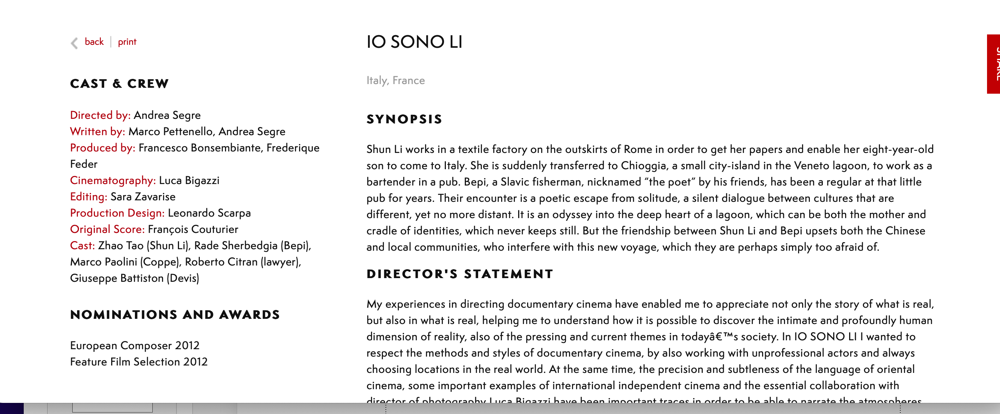 back | print
CAST & CREW
Directed by: Andrea Segre
Written by: Marco Pettenello, Andrea Segre
Produced by: Francesco Bonsembiante, Frederique
Feder
Cinematography: Luca Bigazzi
Editing: Sara Zavarise
Production Design: Leonardo Scarpa
Original Score: François Couturier
Cast: Zhao Tao (Shun Li), Rade Sherbedgia (Bepi),
Marco Paolini (Coppe), Roberto Citran (lawyer),
Giuseppe Battiston (Devis)
NOMINATIONS AND AWARDS
European Composer 2012
Feature Film Selection 2012
IO SONO LI
Italy, France
SYNOPSIS
Shun Li works in a textile factory on the outskirts of Rome in order to get her papers and enable her eight-year-old
son to come to Italy. She is suddenly transferred to Chioggia, a small city-island in the Veneto lagoon, to work as a
bartender in a pub. Bepi, a Slavic fisherman, nicknamed “the poet” by his friends, has been a regular at that little
pub for years. Their encounter is a poetic escape from solitude, a silent dialogue between cultures that are
different, yet no more distant. It is an odyssey into the deep heart of a lagoon, which can be both the mother and
cradle of identities, which never keeps still. But the friendship between Shun Li and Bepi upsets both the Chinese
and local communities, who interfere with this new voyage, which they are perhaps simply too afraid of.
DIRECTOR'S STATEMENT
My experiences in directing documentary cinema have enabled me to appreciate not only the story of what is real,
but also in what is real, helping me to understand how it is possible to discover the intimate and profoundly human
dimension of reality, also of the pressing and current themes in todayâ€™s society. In IO SONO LI I wanted to
respect the methods and styles of documentary cinema, by also working with unprofessional actors and always
choosing locations in the real world. At the same time, the precision and subtleness of the language of oriental
cinema, some important examples of international independent cinema and the essential collaboration with
director of photography Luca Bigazzi have been important traces in order to be able to narrate the atmospheres
SHARE